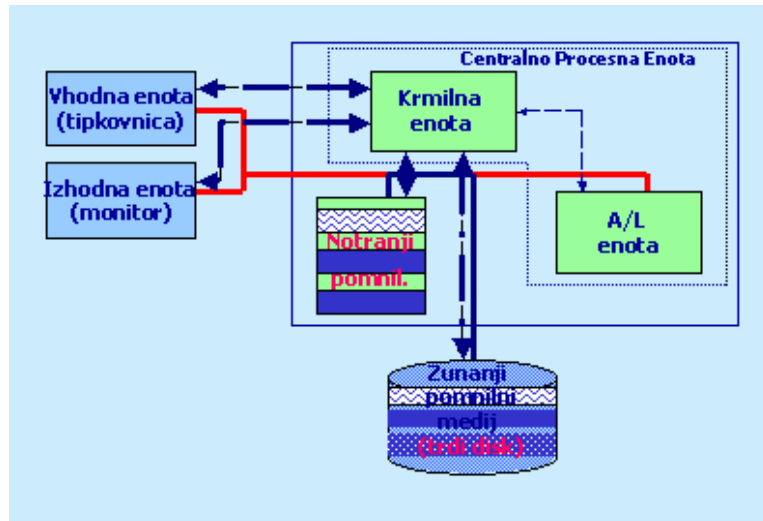 Centralno Procesna Enota
Vhodna enota
(tipkovnica)
Krmilna
enota
Izhodna enota
(monitor)
A/L
enota
Notranji
pomnil.
Zunanji
pomnilni
medij
(trdi disk)